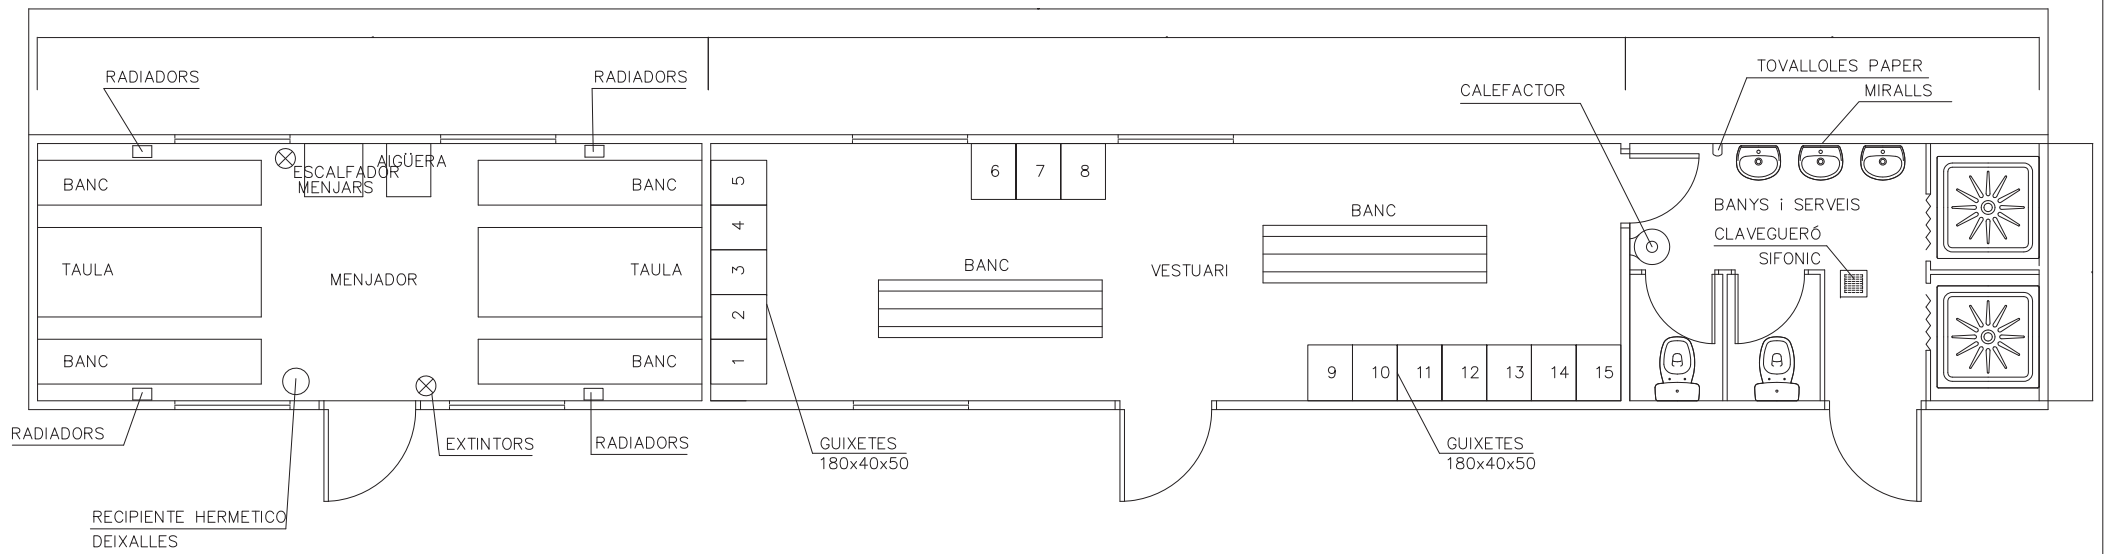 RADIADORS
RADIADORS
TOVALLOLES PAPER
CALEFACTOR
MIRALLS
AIGÜERA
ESCALFADOR
MENJARS
BANC
BANC
5
6
7
8
BANC
BANYS i SERVEIS
4
CLAVEGUERÓ
SIFONIC
TAULA
MENJADOR
TAULA
3
BANC
VESTUARI
2
BANC
BANC
1
9
10
11
12
13
14
15
RADIADORS
EXTINTORS
RADIADORS
GUIXETES
180x40x50
GUIXETES
180x40x50
RECIPIENTE HERMETICO
DEIXALLES